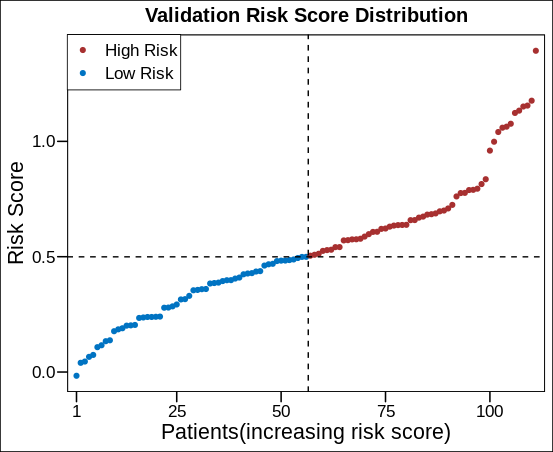 Validation Risk Score Distribution
High Risk
Low Risk
Risk Score
1.0
0.5
0.0
1
25
50
75
100
Patients(increasing risk score)